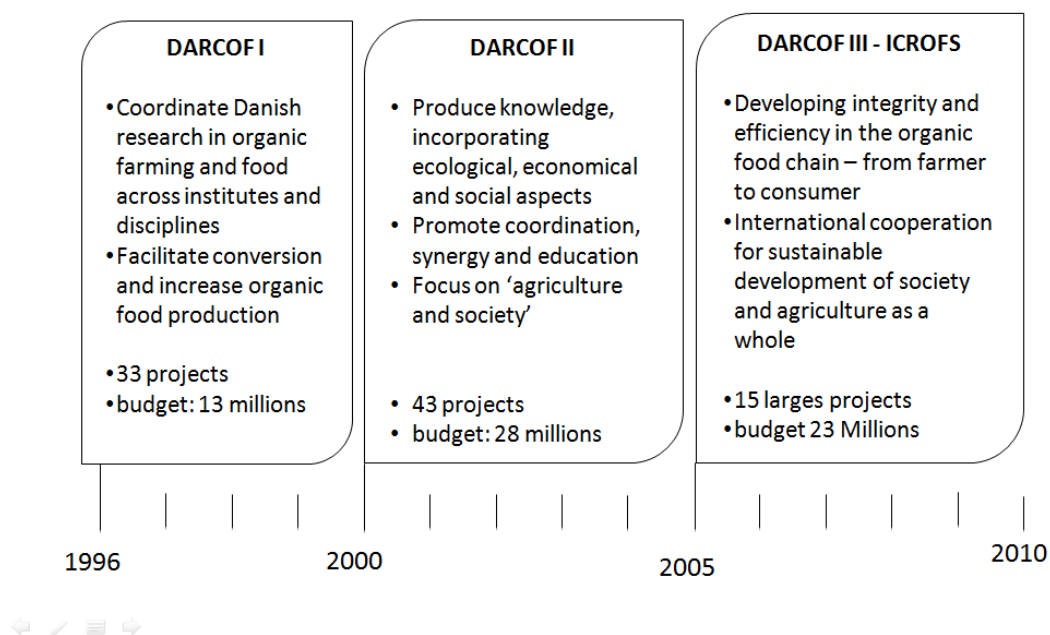 DARCOF I
•Coordinate Danish
research in organic
farming and food
across institutes and
disciplines
•Facilitate conversion
and increase organic
food production
•33 projects
•budget: 13 millions
DARCOF II
• Produce knowledge,
incorporating
ecological, economical
and social aspects
• Promote coordination,
synergy and education
• Focus on ‘agriculture
and society’
• 43 projects
• budget: 28 millions
DARCOF III - ICROFS
•Developing integrity and
efficiency in the organic
food chain – from farmer
to consumer
•International cooperation
for sustainable
development of society
and agriculture as a
whole
•15 larges projects
•budget 23 Millions
1996
2000
2005
2010